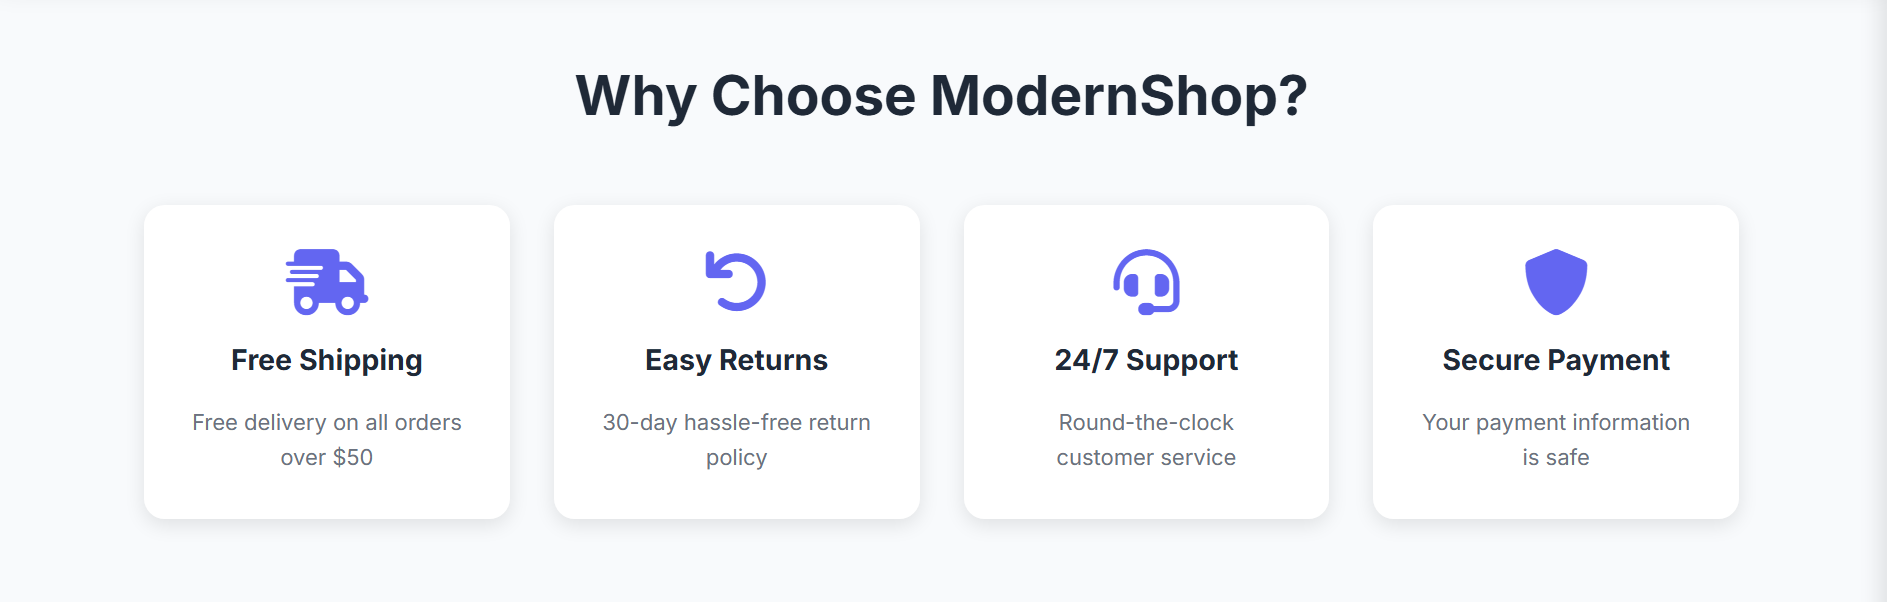 Why Choose ModernShop?
Free Shipping
Free delivery on all orders
over $50
Easy Returns
30-day hassle-free return
policy
24/7 Support
Round-the-clock
customer service
Secure Payment
Your payment information
is safe